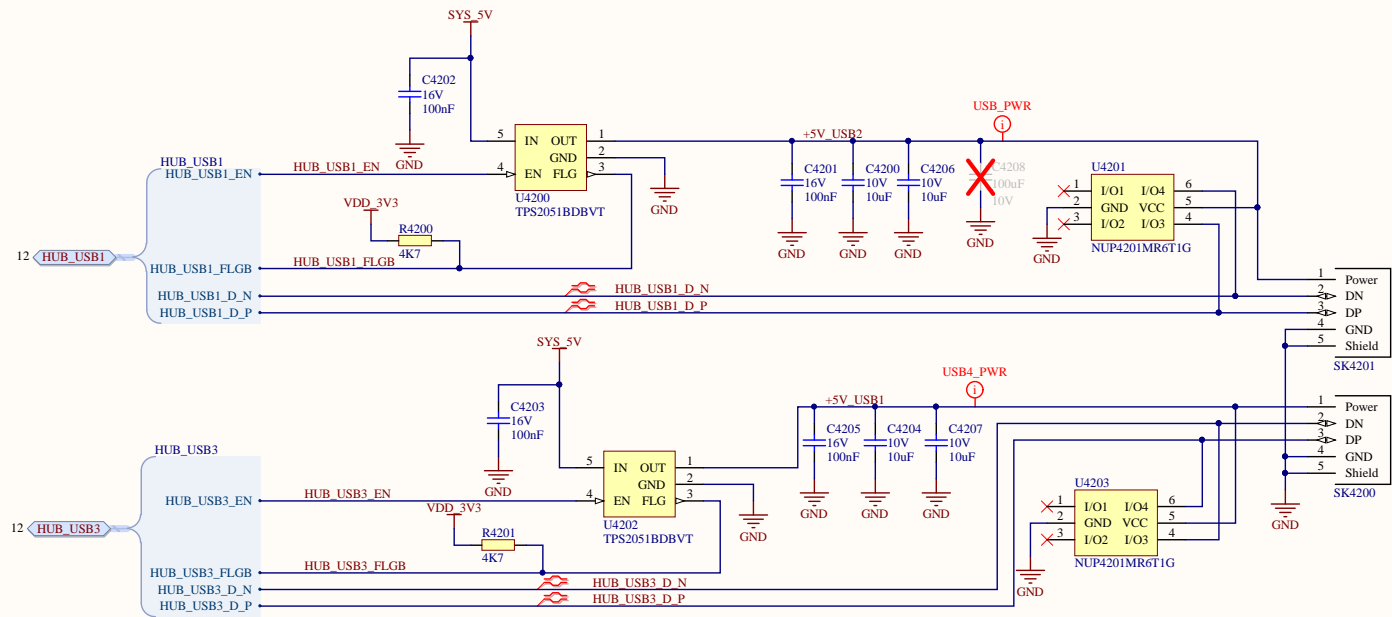 SYS_5V
C4202
16V
100nF
GND
5 IN OUT 1
GND 2
4 EN FLG 3
U4200
TPS2051BDBVT
GND
HUB_USB1
HUB_USB1_EN
HUB_USB1_EN
VDD_3V3
R4200
4K7
12 HUB_USB1
HUB_USB1_FLGB
HUB_USB1_FLGB
HUB_USB1_D_N
HUB_USB1_D_N
HUB_USB1_D_P
HUB_USB1_D_P
+5V_USB2
USB_PWR
i
C4201
16V
100nF
GND
C4200
10V
10uF
GND
C4206
10V
10uF
GND
C4208
100uF
10V
GND
U4201
1 I/O1 I/O4 6
2 GND VCC 5
3 I/O2 I/O3 4
NUP4201MR6T1G
GND
1 Power
2 DN
3 DP
4 GND
5 Shield
SK4201
SYS_5V
C4203
16V
100nF
GND
5 IN OUT 1
GND 2
4 EN FLG 3
U4202
TPS2051BDBVT
GND
HUB_USB3
HUB_USB3_EN
HUB_USB3_EN
VDD_3V3
R4201
4K7
12 HUB_USB3
HUB_USB3_FLGB
HUB_USB3_FLGB
HUB_USB3_D_N
HUB_USB3_D_N
HUB_USB3_D_P
HUB_USB3_D_P
+5V_USB1
USB4_PWR
i
C4205
16V
100nF
GND
C4204
10V
10uF
GND
C4207
10V
10uF
GND
U4203
1 I/O1 I/O4 6
2 GND VCC 5
3 I/O2 I/O3 4
NUP4201MR6T1G
GND
1 Power
2 DN
3 DP
4 GND
5 Shield
SK4200
GND